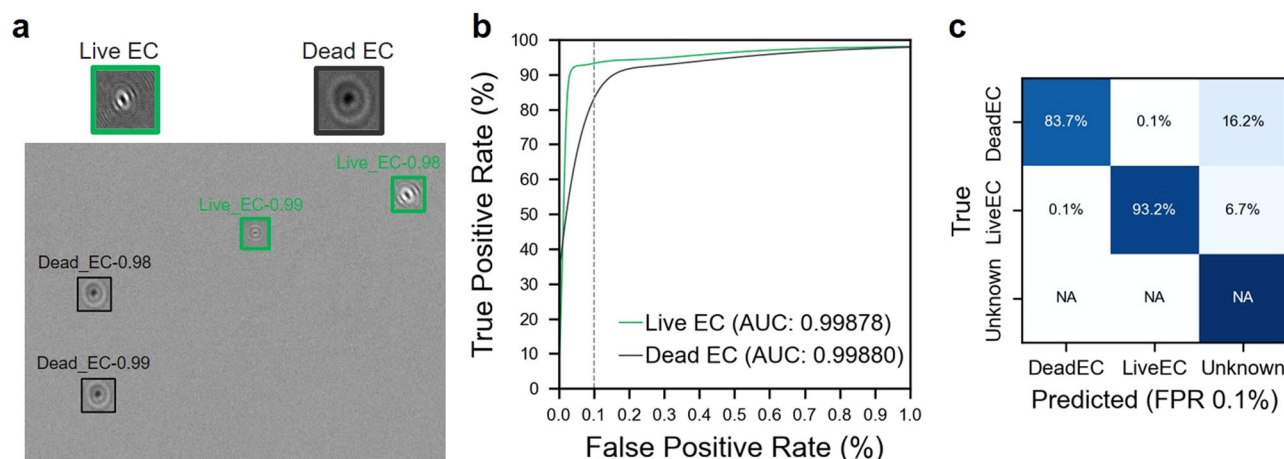 a
Live EC
Dead EC
Live_EC-0.98
Live_EC-0.99
Dead_EC-0.98
Dead_EC-0.99
b
True Positive Rate (%)
100
90
80
70
60
50
40
30
20
10
0
Live EC (AUC: 0.99878)
Dead EC (AUC: 0.99880)
0.0 0.1 0.2 0.3 0.4 0.5 0.6 0.7 0.8 0.9 1.0
False Positive Rate (%)
c
True
DeadEC
83.7% 0.1% 16.2%
LiveEC
0.1% 93.2% 6.7%
Unknown
NA NA NA
DeadEC LiveEC Unknown
Predicted (FPR 0.1%)